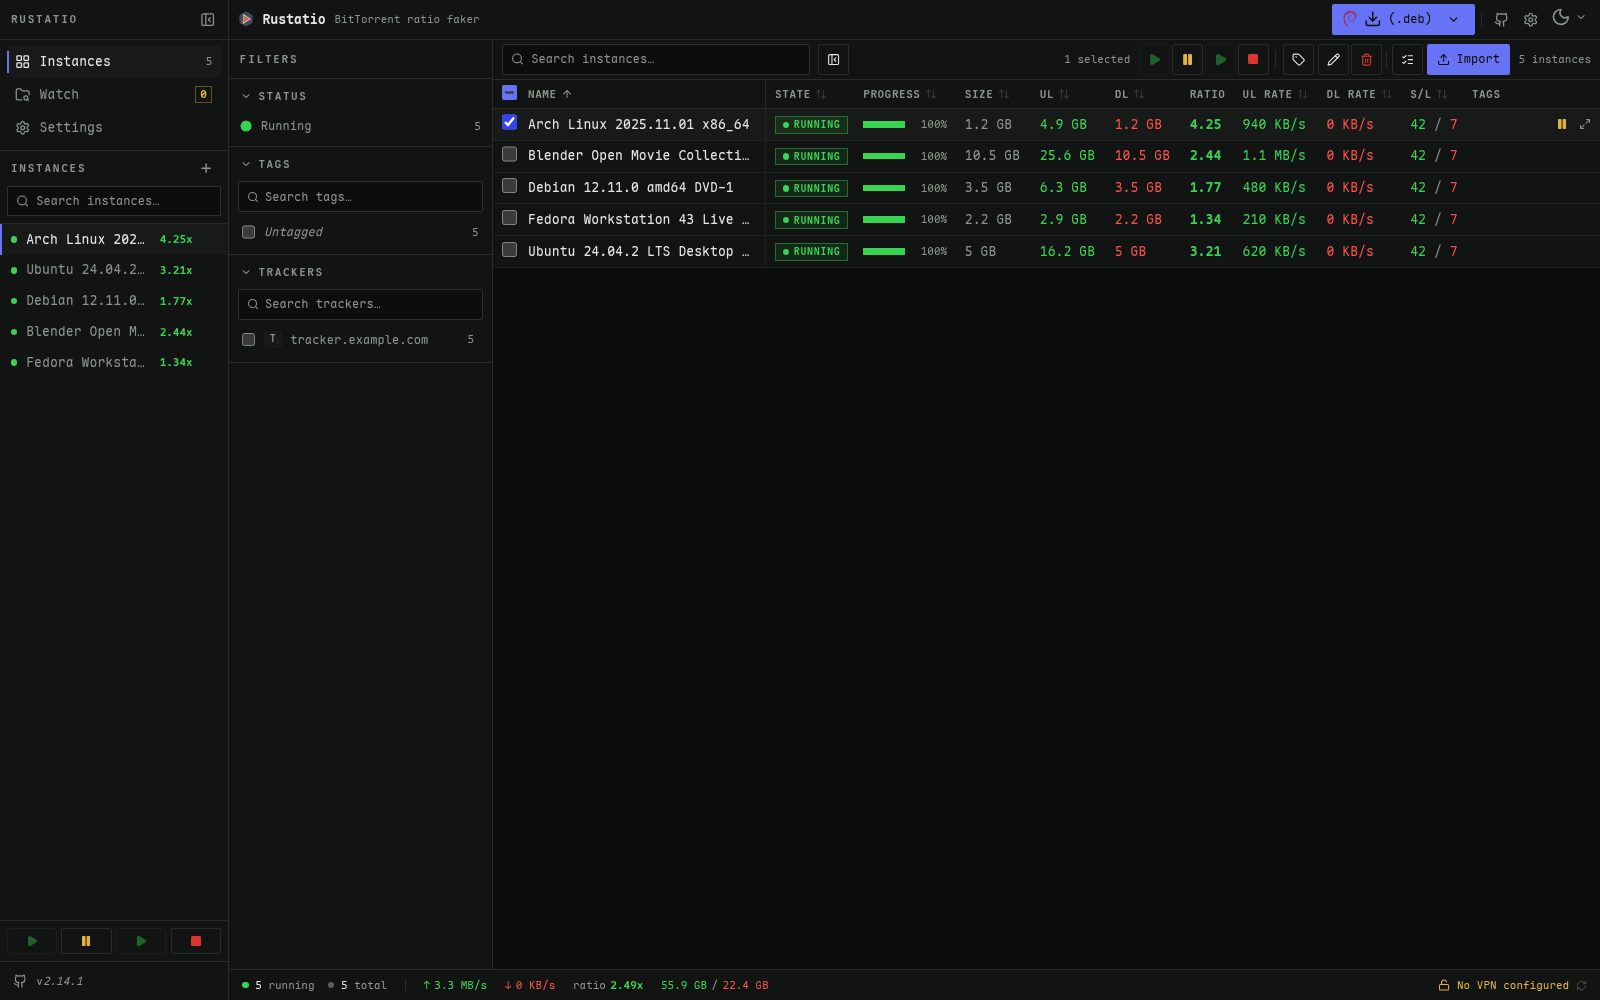 RUSTATIO
Rustatio BitTorrent ratio faker
(.deb)
Instances 5
Watch 0
Settings
INSTANCES
Search instances…
Arch Linux 202… 4.25x
Ubuntu 24.04.2… 3.21x
Debian 12.11.0… 1.77x
Blender Open M… 2.44x
Fedora Worksta… 1.34x
v2.14.1
FILTERS
STATUS
Running 5
TAGS
Search tags…
Untagged 5
TRACKERS
Search trackers…
T tracker.example.com 5
Search instances…
1 selected
Import
5 instances
NAME STATE PROGRESS SIZE UL DL RATIO UL RATE DL RATE S/L TAGS
Arch Linux 2025.11.01 x86_64 RUNNING 100% 1.2 GB 4.9 GB 1.2 GB 4.25 940 KB/s 0 KB/s 42 / 7
Blender Open Movie Collecti… RUNNING 100% 10.5 GB 25.6 GB 10.5 GB 2.44 1.1 MB/s 0 KB/s 42 / 7
Debian 12.11.0 amd64 DVD-1 RUNNING 100% 3.5 GB 6.3 GB 3.5 GB 1.77 480 KB/s 0 KB/s 42 / 7
Fedora Workstation 43 Live … RUNNING 100% 2.2 GB 2.9 GB 2.2 GB 1.34 210 KB/s 0 KB/s 42 / 7
Ubuntu 24.04.2 LTS Desktop … RUNNING 100% 5 GB 16.2 GB 5 GB 3.21 620 KB/s 0 KB/s 42 / 7
5 running 5 total ↑3.3 MB/s ↓0 KB/s ratio 2.49x 55.9 GB / 22.4 GB
No VPN configured